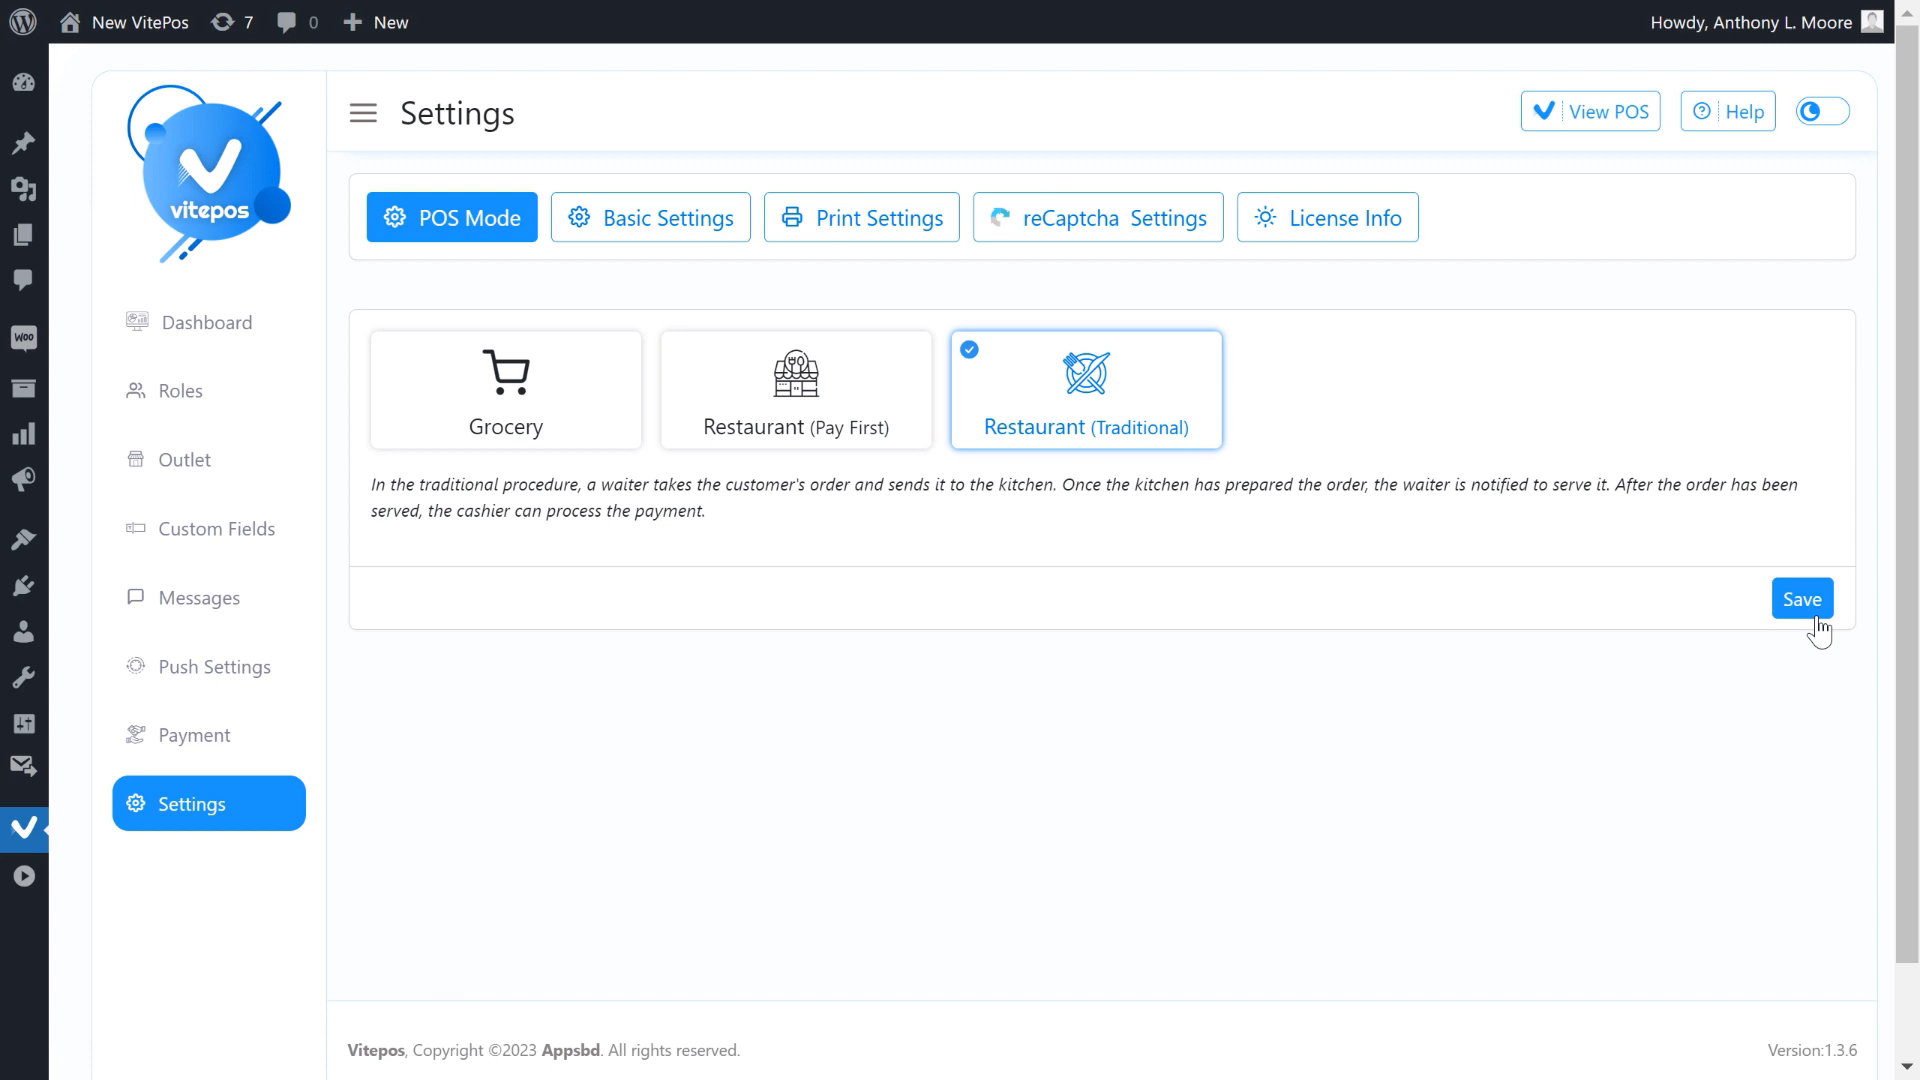 New VitePos 7 0 New Howdy, Anthony L. Moore
vitepos
Settings View POS Help
POS Mode Basic Settings Print Settings reCaptcha Settings License Info
Dashboard
Roles
Outlet
Custom Fields
Messages
Push Settings
Payment
Settings
Woo
Grocery Restaurant (Pay First) Restaurant (Traditional)
In the traditional procedure, a waiter takes the customer's order and sends it to the kitchen. Once the kitchen has prepared the order, the waiter is notified to serve it. After the order has been
served, the cashier can process the payment.
Save
Vitepos, Copyright ©2023 Appsbd. All rights reserved. Version:1.3.6